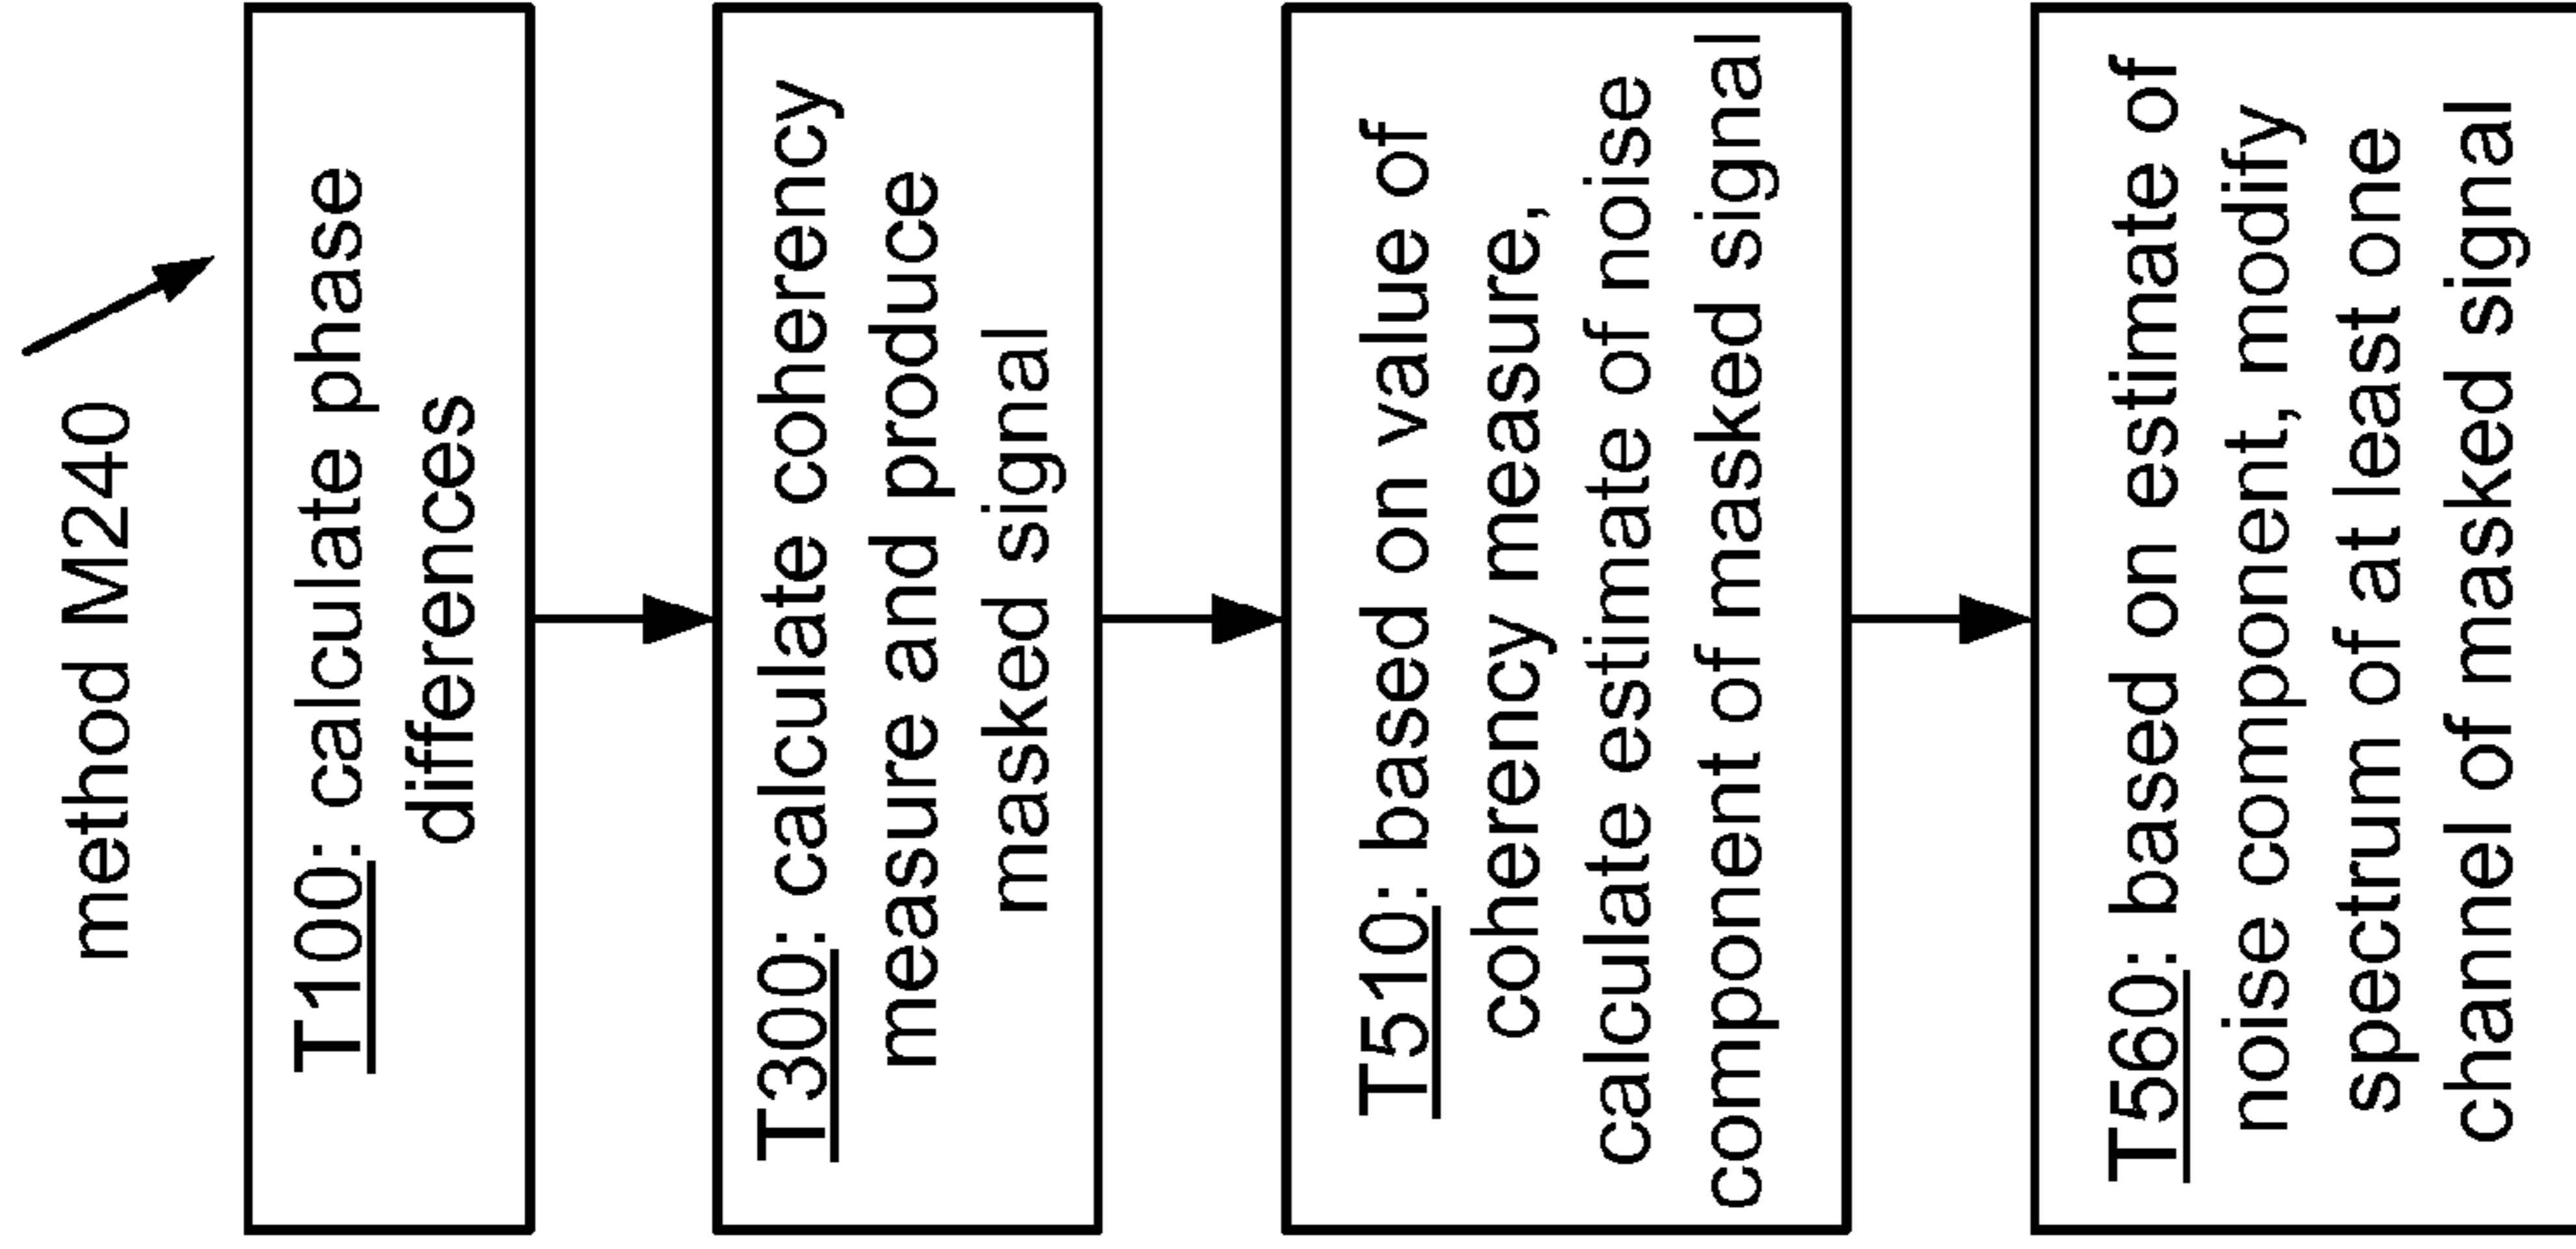 method M240
T100: calculate phase
differences
T300: calculate coherency
measure and produce
masked signal
T510: based on value of
coherency measure,
calculate estimate of noise
component of masked signal
T560: based on estimate of
noise component, modify
spectrum of at least one
channel of masked signal